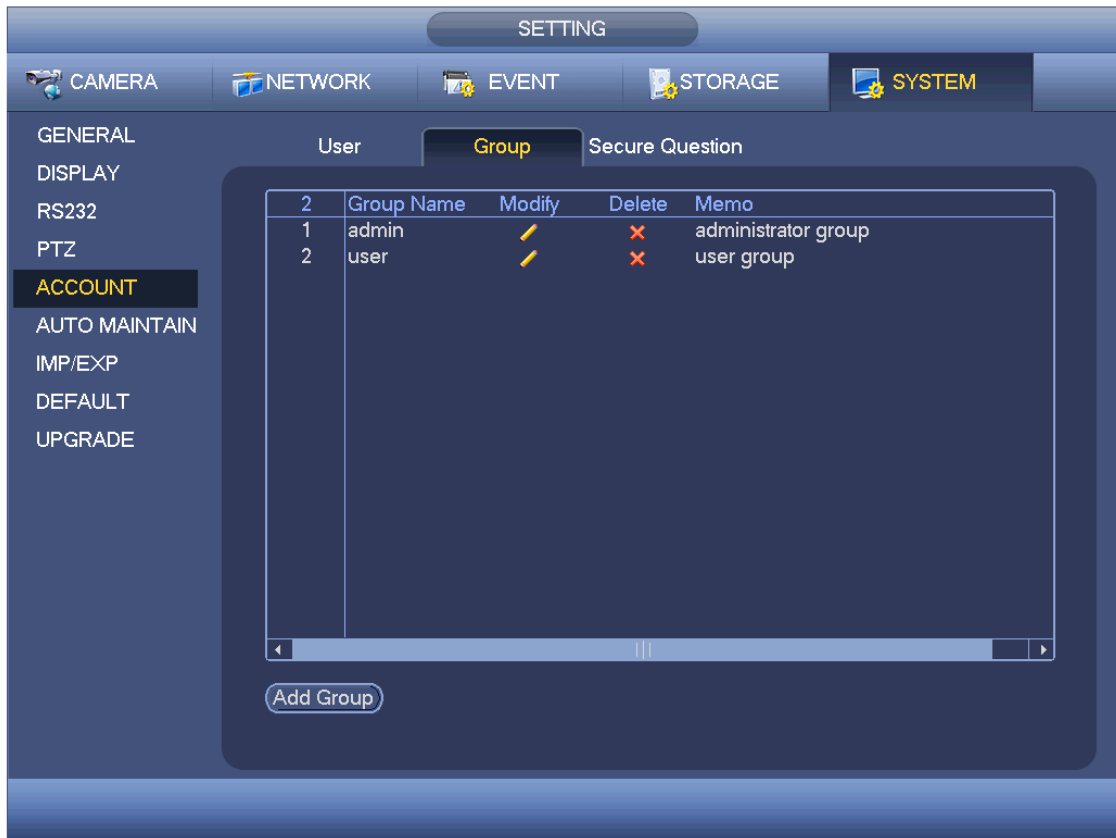 SETTING
CAMERA NETWORK EVENT STORAGE SYSTEM
GENERAL
DISPLAY
RS232
PTZ
ACCOUNT
AUTO MAINTAIN
IMP/EXP
DEFAULT
UPGRADE
User Group Secure Question
2 Group Name Modify Delete Memo
1 admin administrator group
2 user user group
Add Group